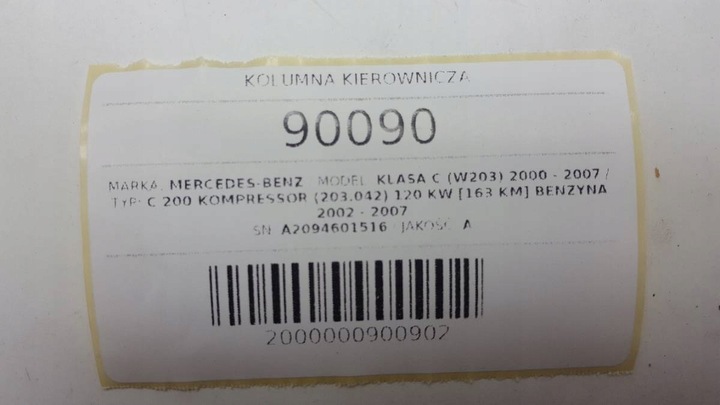 KOLUMNA KIEROWNICZA
90090
MARKA: MERCEDES-BENZ MODEL: KLASA C (W203) 2000 - 2007 /
TYP: C 200 KOMPRESSOR (203.042) 120 KW [163 KM] BENZYNA
2002 - 2007
SN: A2094601516 JAKOŚĆ: A
2000000900902